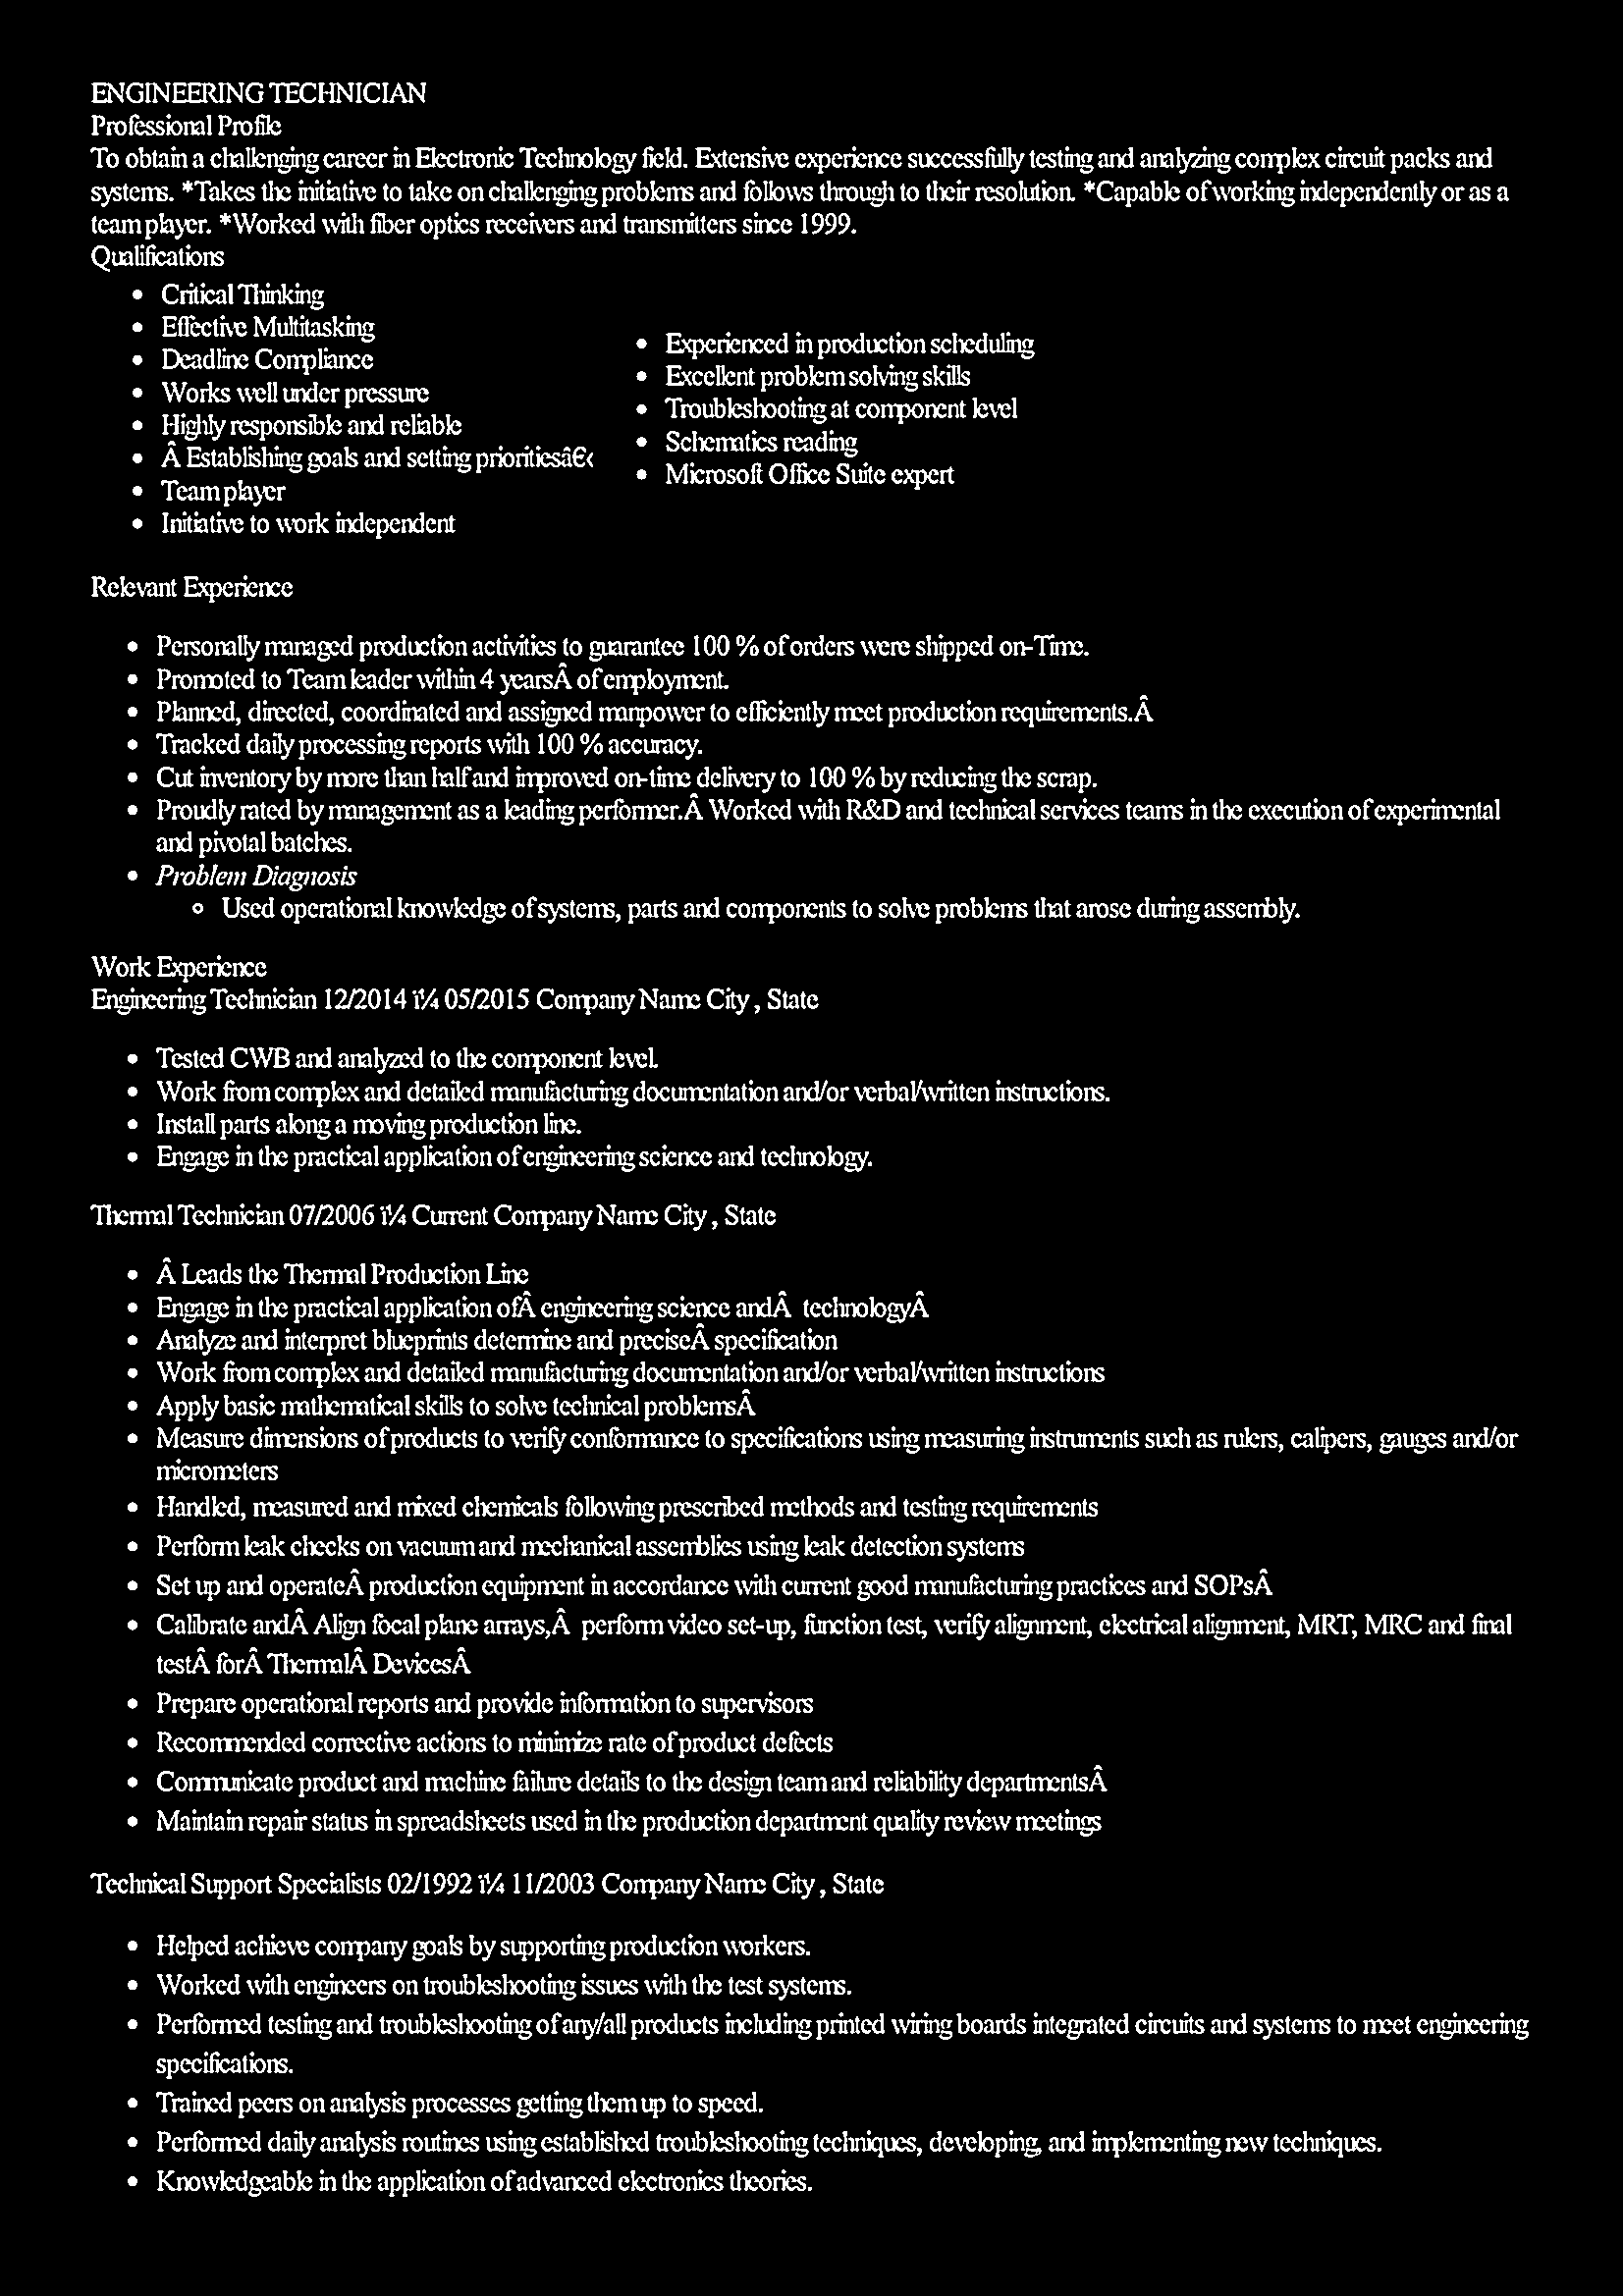 ENGINEERING TECHNICIAN
Professional Profile
To obtain a challenging career in Electronic Technology field. Extensive experience successfully testing and analyzing complex circuit packs and
systems. *Takes the initiative to take on challenging problems and follows through to their resolution. *Capable of working independently or as a
team player. *Worked with fiber optics receivers and transmitters since 1999.
Qualifications
• Critical Thinking
• Effective Multitasking
• Deadline Compliance
• Works well under pressure
• Highly responsible and reliable
• Â Establishing goals and setting prioritiesâ€‹
• Team player
• Initiative to work independent
• Experienced in production scheduling
• Excellent problem solving skills
• Troubleshooting at component level
• Schematics reading
• Microsoft Office Suite expert
Relevant Experience
• Personally managed production activities to guarantee 100 % of orders were shipped on-Time.
• Promoted to Team leader within 4 yearsÂ of employment.
• Planned, directed, coordinated and assigned manpower to efficiently meet production requirements.Â
• Tracked daily processing reports with 100 % accuracy.
• Cut inventory by more than half and improved on-time delivery to 100 % by reducing the scrap.
• Proudly rated by management as a leading performer.Â Worked with R&D and technical services teams in the execution of experimental
and pivotal batches.
• Problem Diagnosis
○ Used operational knowledge of systems, parts and components to solve problems that arose during assembly.
Work Experience
Engineering Technician 12/2014 ï¼ 05/2015 Company Name City , State
• Tested CWB and analyzed to the component level.
• Work from complex and detailed manufacturing documentation and/or verbal/written instructions.
• Install parts along a moving production line.
• Engage in the practical application of engineering science and technology.
Thermal Technician 07/2006 ï¼ Current Company Name City , State
• Â Leads the Thermal Production Line
• Engage in the practical application ofÂ engineering science andÂ  technologyÂ
• Analyze and interpret blueprints determine and preciseÂ specification
• Work from complex and detailed manufacturing documentation and/or verbal/written instructions
• Apply basic mathematical skills to solve technical problemsÂ
• Measure dimensions of products to verify conformance to specifications using measuring instruments such as rulers, calipers, gauges and/or
micrometers
• Handled, measured and mixed chemicals following prescribed methods and testing requirements
• Perform leak checks on vacuum and mechanical assemblies using leak detection systems
• Set up and operateÂ production equipment in accordance with current good manufacturing practices and SOPsÂ
• Calibrate andÂ Align focal plane arrays,Â  perform video set-up, function test, verify alignment, electrical alignment, MRT, MRC and final
testÂ forÂ ThermalÂ DevicesÂ
• Prepare operational reports and provide information to supervisors
• Recommended corrective actions to minimize rate of product defects
• Communicate product and machine failure details to the design team and reliability departmentsÂ
• Maintain repair status in spreadsheets used in the production department quality review meetings
Technical Support Specialists 02/1992 ï¼ 11/2003 Company Name City , State
• Helped achieve company goals by supporting production workers.
• Worked with engineers on troubleshooting issues with the test systems.
• Performed testing and troubleshooting of any/all products including printed wiring boards integrated circuits and systems to meet engineering
specifications.
• Trained peers on analysis processes getting them up to speed.
• Performed daily analysis routines using established troubleshooting techniques, developing, and implementing new techniques.
• Knowledgeable in the application of advanced electronics theories.